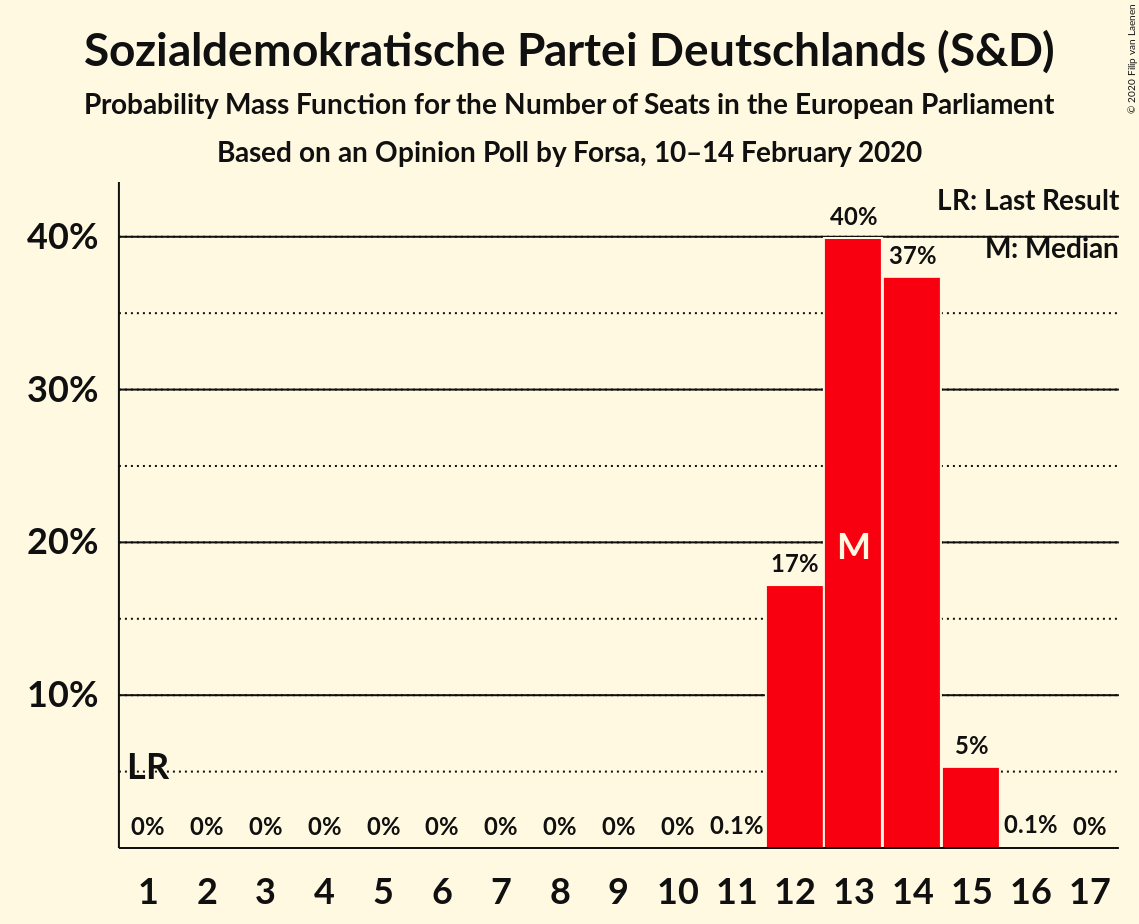 Sozialdemokratische Partei Deutschlands (S&D)
Probability Mass Function for the Number of Seats in the European Parliament
Based on an Opinion Poll by Forsa, 10–14 February 2020
© 2020 Filip van Laenen
LR: Last Result
M: Median
40%
30%
20%
10%
40%
37%
M
17%
5%
LR
0% 0% 0% 0% 0% 0% 0% 0% 0% 0% 0.1% 0.1% 0%
1 2 3 4 5 6 7 8 9 10 11 12 13 14 15 16 17